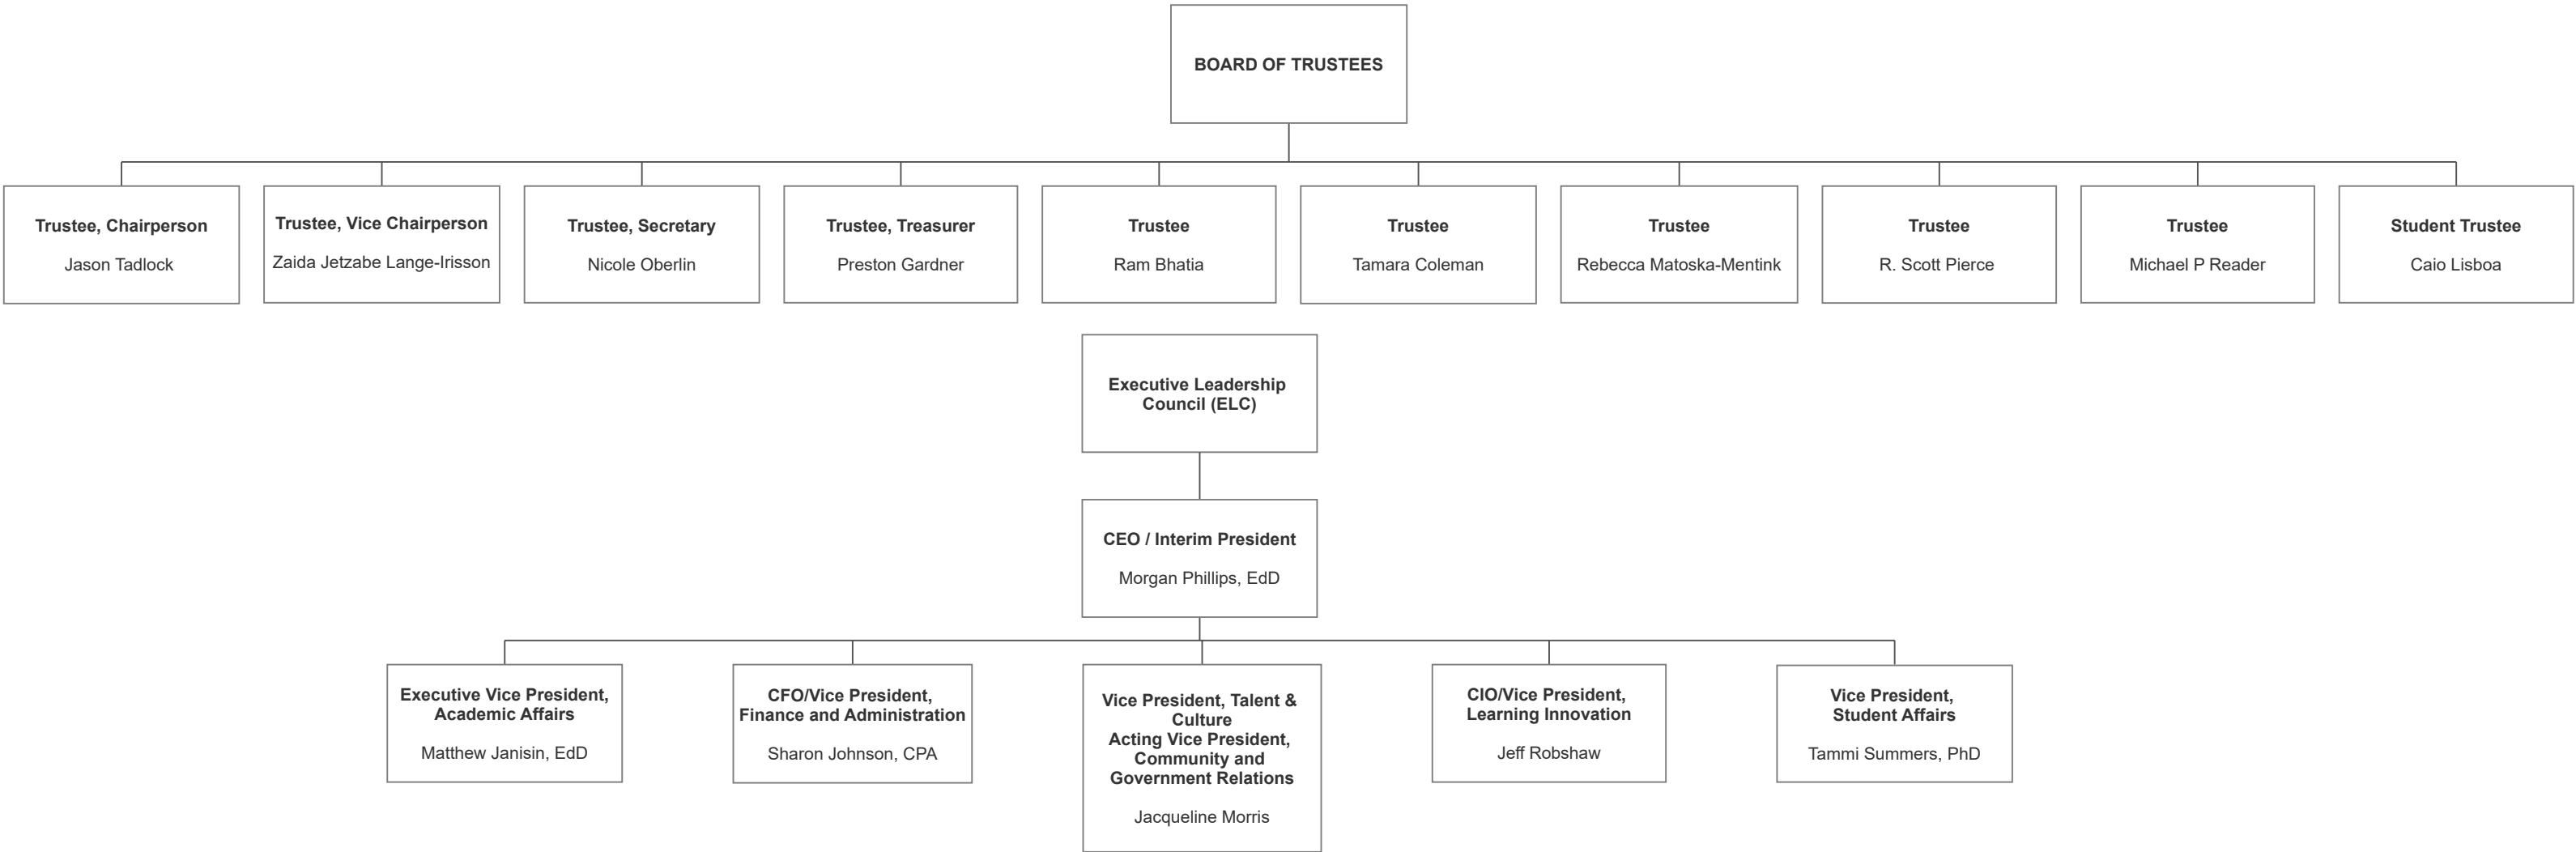 BOARD OF TRUSTEES
Trustee, Chairperson
Jason Tadlock
Trustee, Vice Chairperson
Zaida Jetzabe Lange-Irisson
Trustee, Secretary
Nicole Oberlin
Trustee, Treasurer
Preston Gardner
Trustee
Ram Bhatia
Trustee
Tamara Coleman
Trustee
Rebecca Matoska-Mentink
Trustee
R. Scott Pierce
Trustee
Michael P Reader
Student Trustee
Caio Lisboa
Executive Leadership
Council (ELC)
CEO / Interim President
Morgan Phillips, EdD
Executive Vice President,
Academic Affairs
Matthew Janisin, EdD
CFO/Vice President,
Finance and Administration
Sharon Johnson, CPA
Vice President, Talent &
Culture
Acting Vice President,
Community and
Government Relations
Jacqueline Morris
CIO/Vice President,
Learning Innovation
Jeff Robshaw
Vice President,
Student Affairs
Tammi Summers, PhD